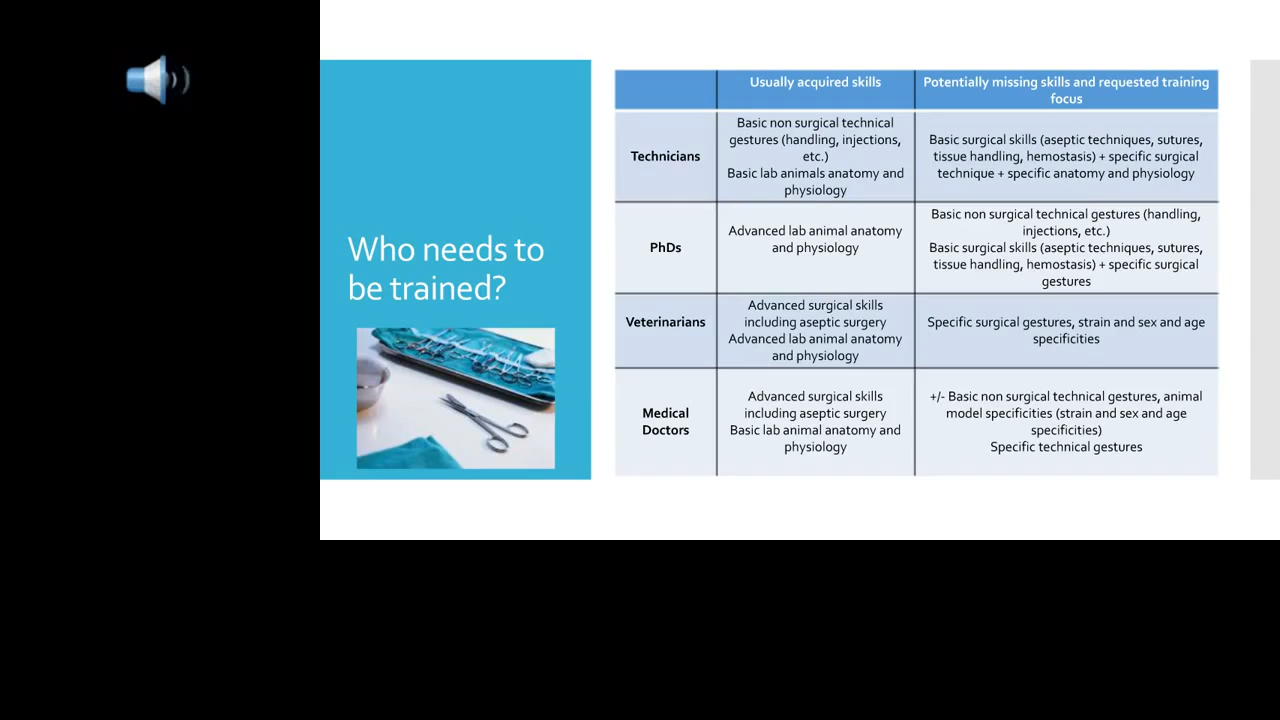 Who needs to
be trained?
Usually acquired skills
Potentially missing skills and requested training
focus
Technicians
Basic non surgical technical
gestures (handling, injections,
etc.)
Basic lab animals anatomy and
physiology
Basic surgical skills (aseptic techniques, sutures,
tissue handling, hemostasis) + specific surgical
technique + specific anatomy and physiology
PhDs
Advanced lab animal anatomy
and physiology
Basic non surgical technical gestures (handling,
injections, etc.)
Basic surgical skills (aseptic techniques, sutures,
tissue handling, hemostasis) + specific surgical
gestures
Veterinarians
Advanced surgical skills
including aseptic surgery
Advanced lab animal anatomy
and physiology
Specific surgical gestures, strain and sex and age
specificities
Medical
Doctors
Advanced surgical skills
including aseptic surgery
Basic lab animal anatomy and
physiology
+/- Basic non surgical technical gestures, animal
model specificities (strain and sex and age
specificities)
Specific technical gestures